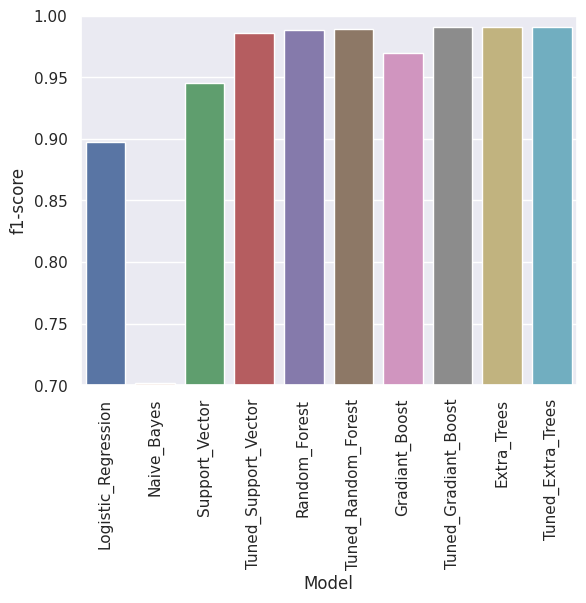 1.00
0.95
0.90
0.85
0.80
0.75
0.70
f1-score
Logistic_Regression
Naive_Bayes
Support_Vector
Tuned_Support_Vector
Random_Forest
Tuned_Random_Forest
Gradiant_Boost
Tuned_Gradiant_Boost
Extra_Trees
Tuned_Extra_Trees
Model